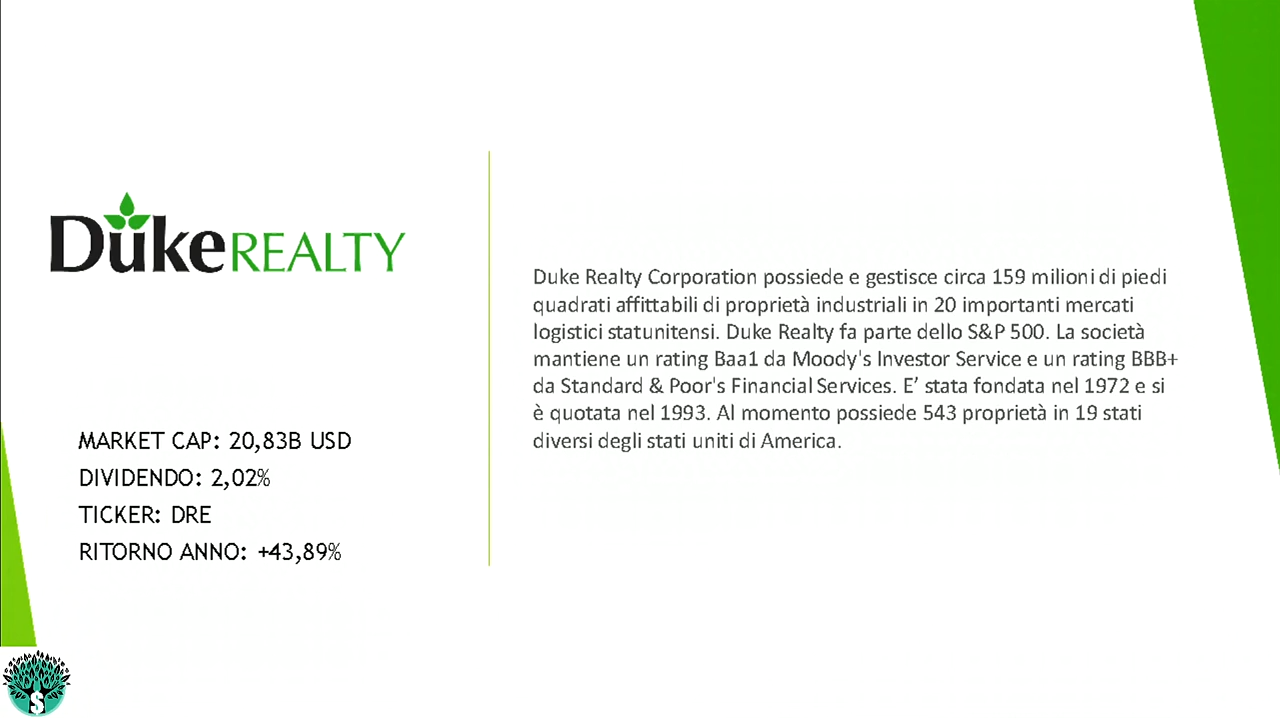 Duke REALTY
MARKET CAP: 20,83B USD
DIVIDENDO: 2,02%
TICKER: DRE
RITORNO ANNO: +43,89%
Duke Realty Corporation possiede e gestisce circa 159 milioni di piedi
quadrati affittabili di proprietà industriali in 20 importanti mercati
logistici statunitensi. Duke Realty fa parte dello S&P 500. La società
mantiene un rating Baa1 da Moody's Investor Service e un rating BBB+
da Standard & Poor's Financial Services. E’ stata fondata nel 1972 e si
è quotata nel 1993. Al momento possiede 543 proprietà in 19 stati
diversi degli stati uniti di America.
$